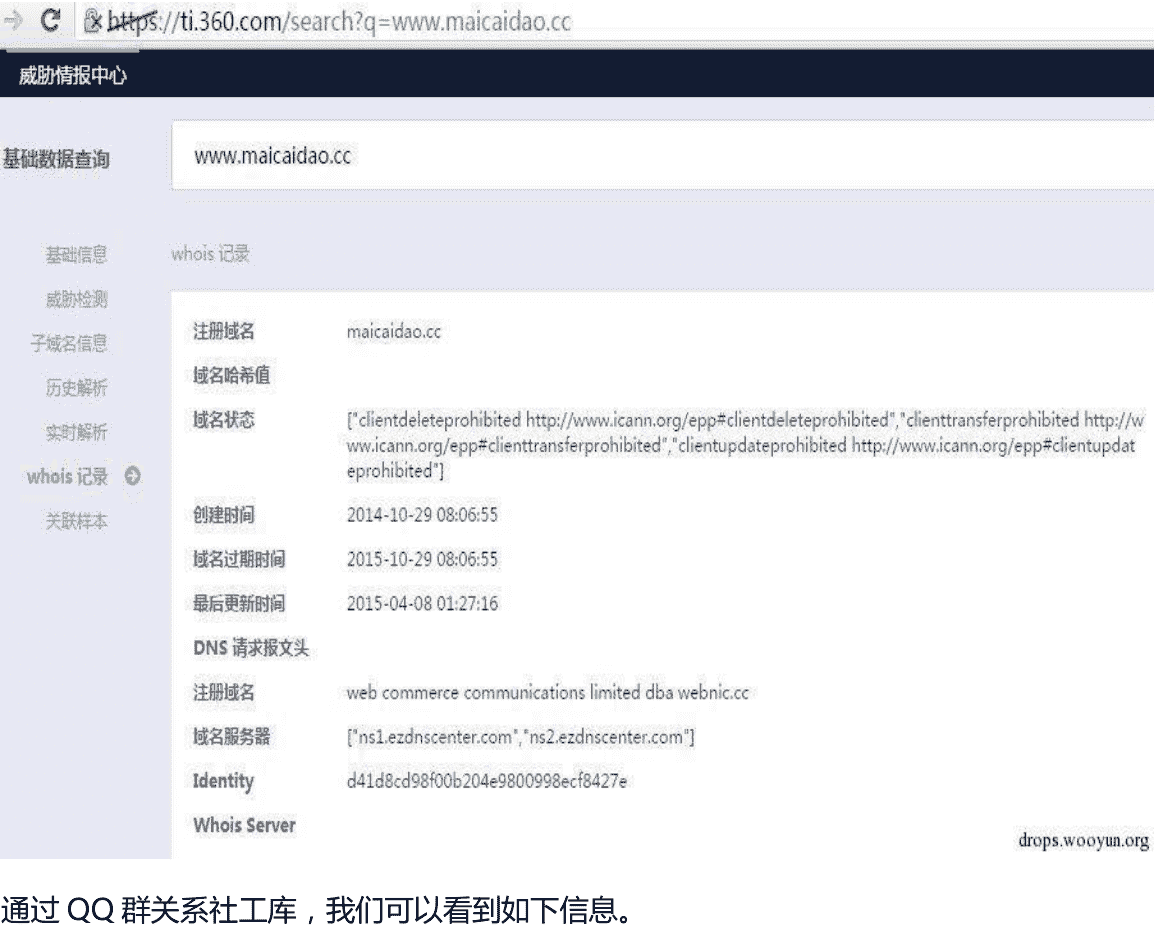 https://ti.360.com/search?q=www.maicaidao.cc
威胁情报中心
基础数据查询
www.maicaidao.cc
基础信息
威胁检测
子域名信息
历史解析
实时解析
whois 记录
关联样本
whois 记录
注册域名 maicaidao.cc
域名哈希值
域名状态 ["clientdeleteprohibited http://www.icann.org/epp#clientdeleteprohibited","clienttransferprohibited http://w
ww.icann.org/epp#clienttransferprohibited","clientupdateprohibited http://www.icann.org/epp#clientupdat
eprohibited"]
创建时间 2014-10-29 08:06:55
域名过期时间 2015-10-29 08:06:55
最后更新时间 2015-04-08 01:27:16
DNS 请求报文头
注册域名 web commerce communications limited dba webnic.cc
域名服务器 ["ns1.ezdnscenter.com","ns2.ezdnscenter.com"]
Identity d41d8cd98f00b204e9800998ecf8427e
Whois Server
drops.wooyun.org
通过 QQ 群关系社工库，我们可以看到如下信息。